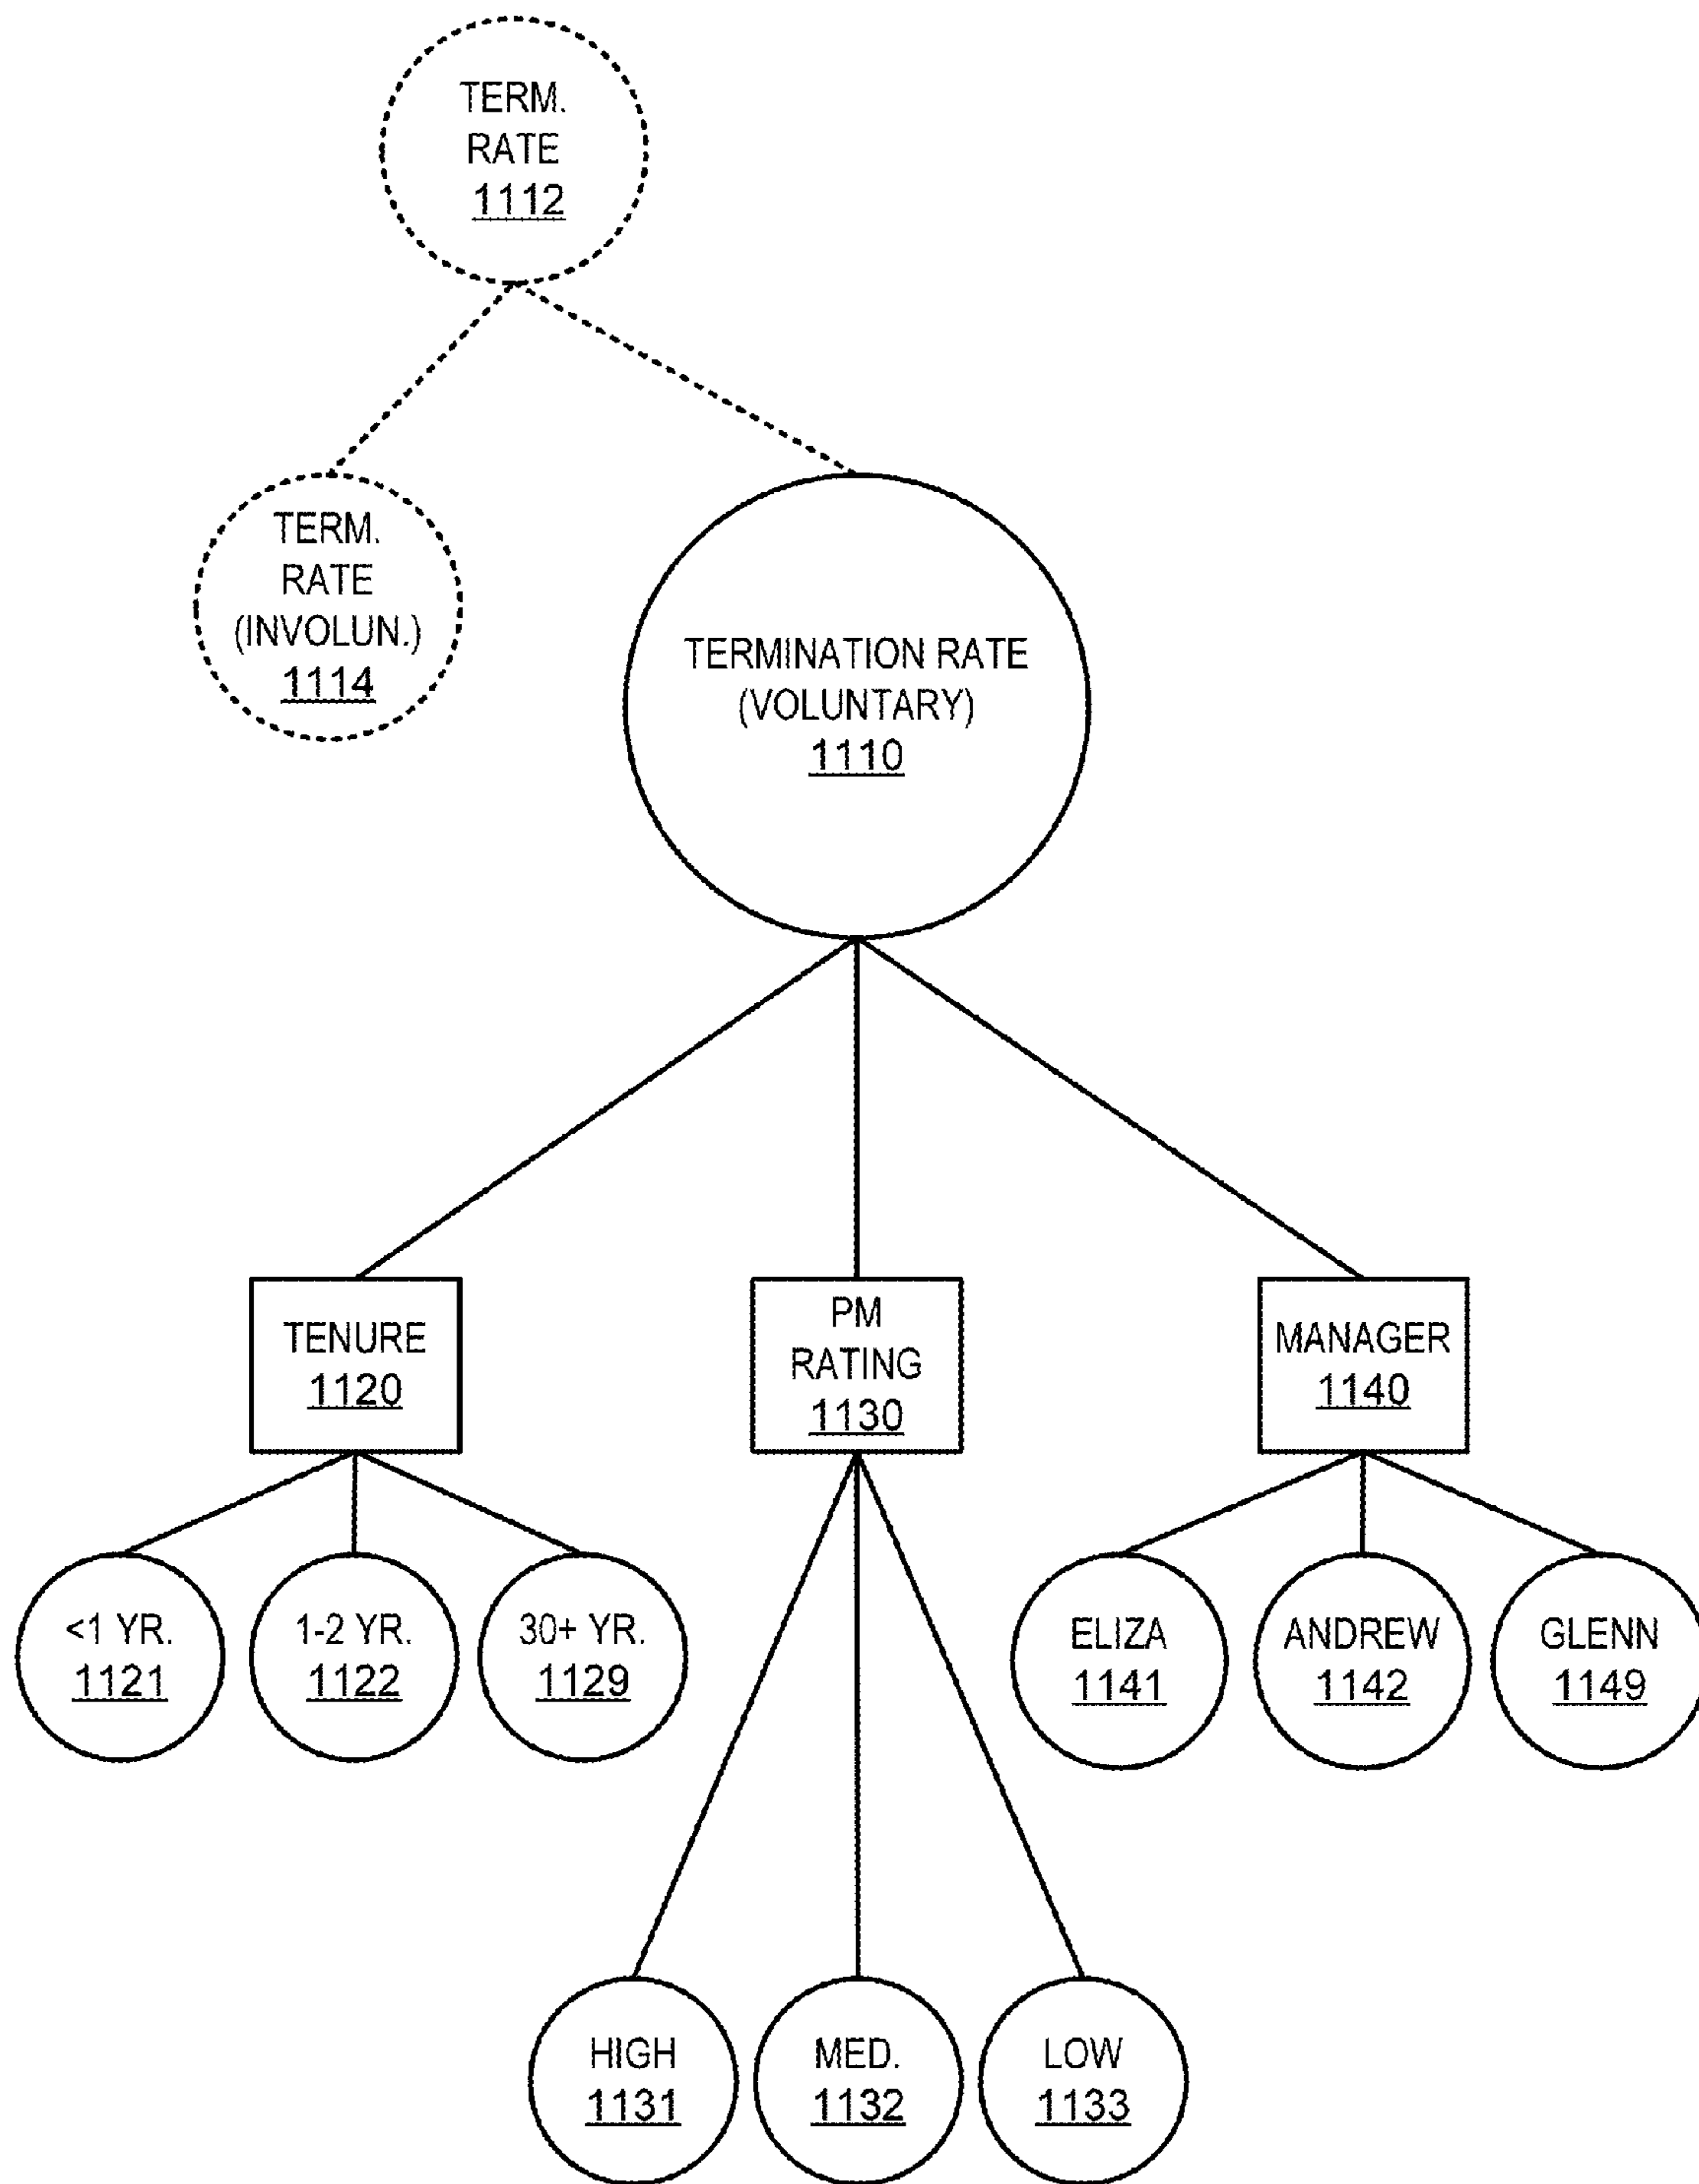 TERM.
RATE
1112
TERM.
RATE
(INVOLUN.)
1114
TERMINATION RATE
(VOLUNTARY)
1110
TENURE
1120
PM
RATING
1130
MANAGER
1140
<1 YR.
1121
1-2 YR.
1122
30+ YR.
1129
ELIZA
1141
ANDREW
1142
GLENN
1149
HIGH
1131
MED.
1132
LOW
1133